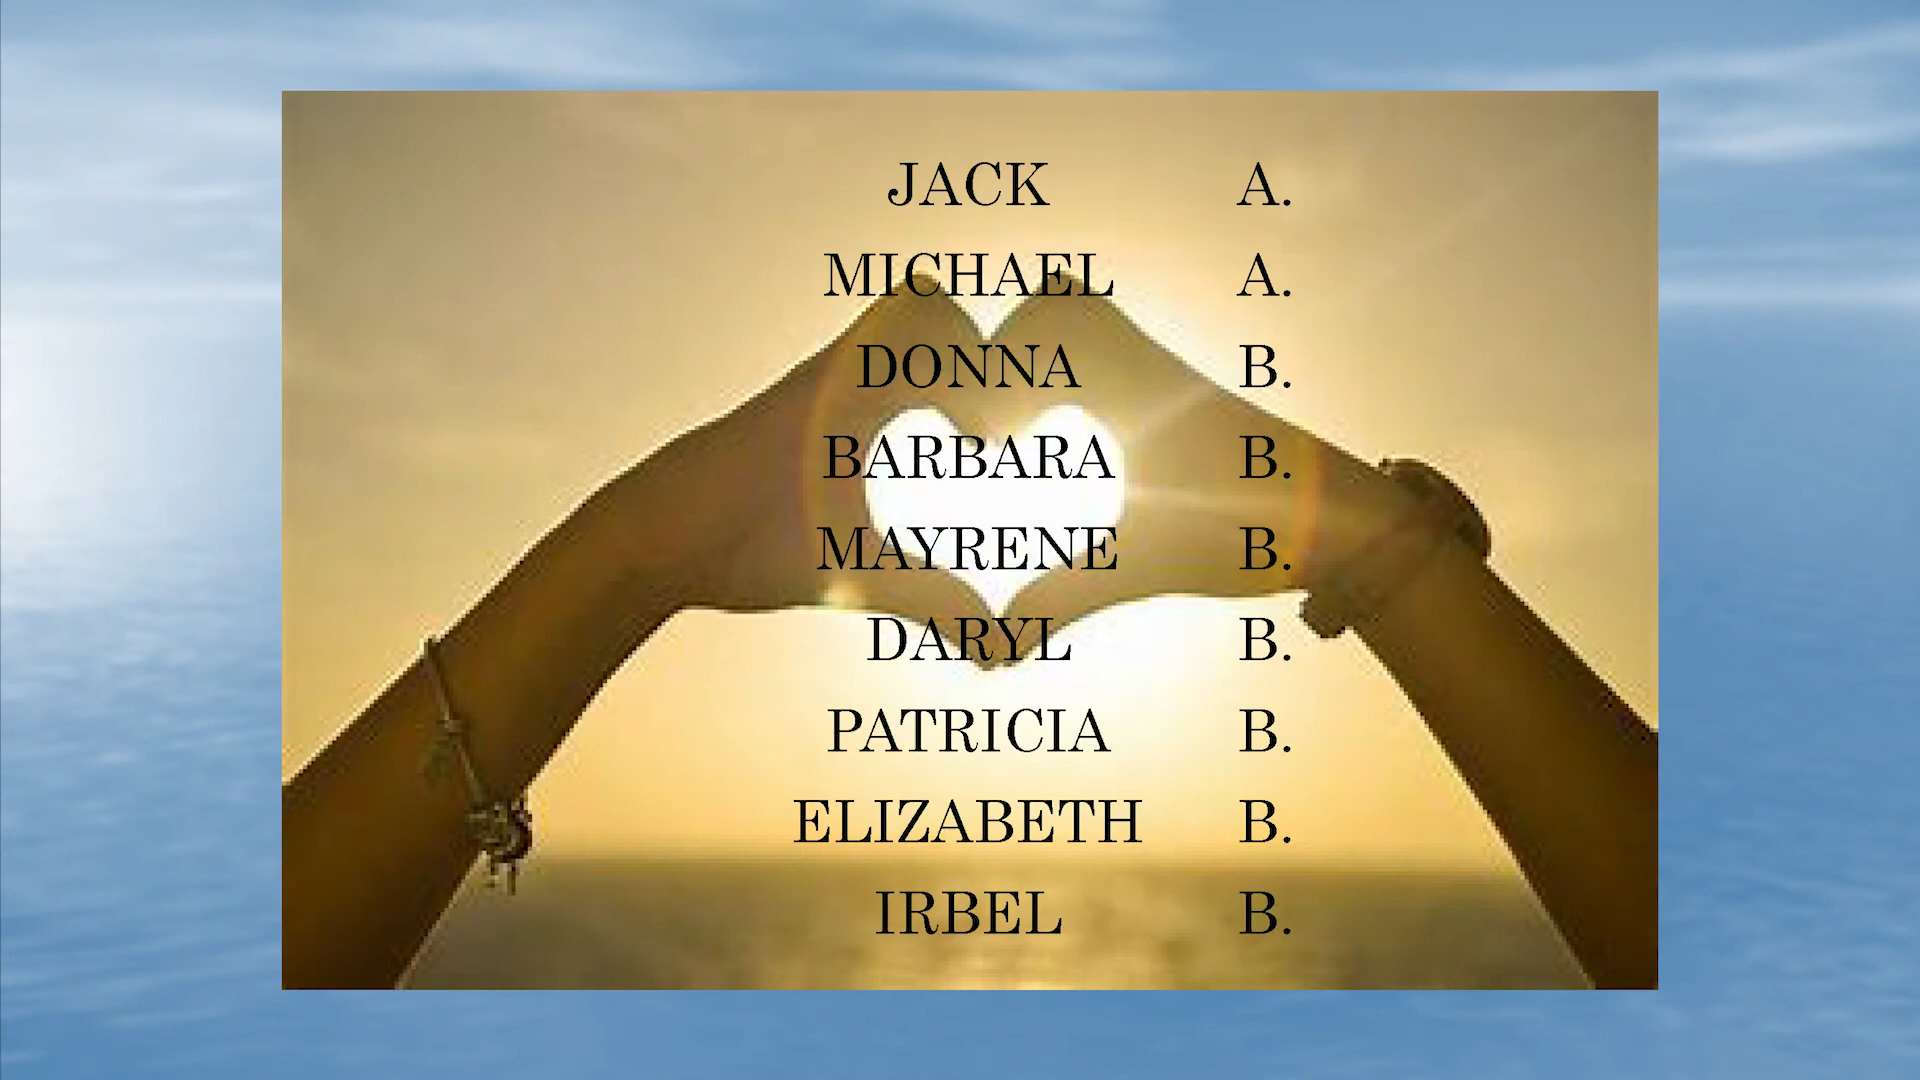 JACK A.
MICHAEL A.
DONNA B.
BARBARA B.
MAYRENE B.
DARYL B.
PATRICIA B.
ELIZABETH B.
IRBEL B.